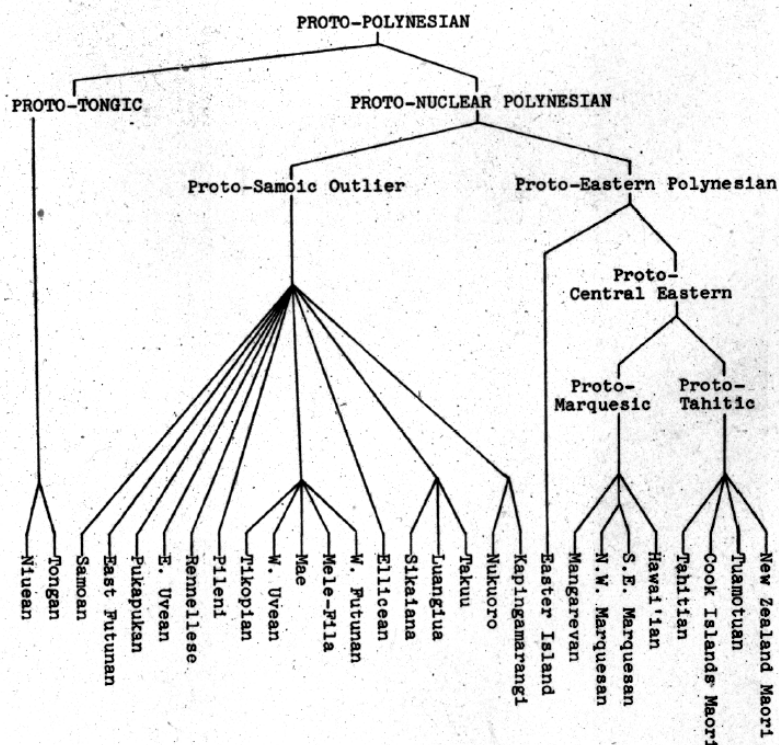 PROTO-POLYNESIAN
PROTO-TONGIC
PROTO-NUCLEAR POLYNESIAN
Proto-Samoic Outlier
Proto-Eastern Polynesian
Proto-
Central Eastern
Proto-
Marquesic
Proto-
Tahitic
Niuean
Tongan
Samoan
East Futunan
Pukapukan
E. Uvean
Rennellese
Pileni
Tikopian
W. Uvean
Mae
Mele-Fila
W. Futunan
Ellicean
Sikaiana
Luangiua
Takuu
Nukuoro
Kapingamarangi
Easter Island
Mangarevan
N.W. Marquesan
S.E. Marquesan
Hawai'ian
Tahitian
Cook Islands Maori
Tuamotuan
New Zealand Maori